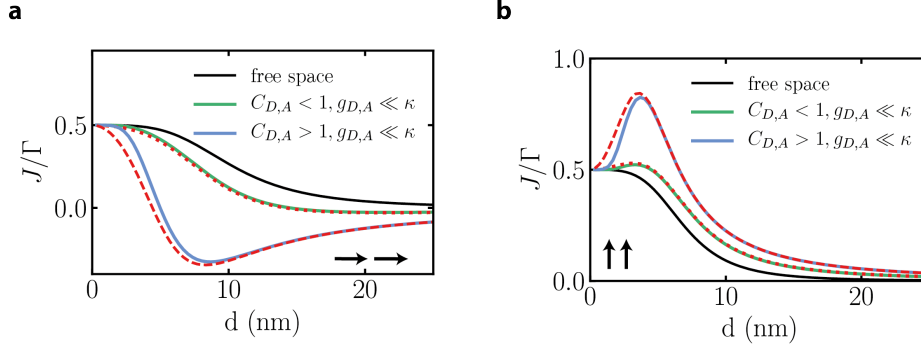 a
J/Γ
0.5
0.0
free space
C_{D,A} < 1, g_{D,A} ≪ κ
C_{D,A} > 1, g_{D,A} ≪ κ
0
10
20
d (nm)
b
J/Γ
1.0
0.5
0.0
free space
C_{D,A} < 1, g_{D,A} ≪ κ
C_{D,A} > 1, g_{D,A} ≪ κ
0
10
20
d (nm)